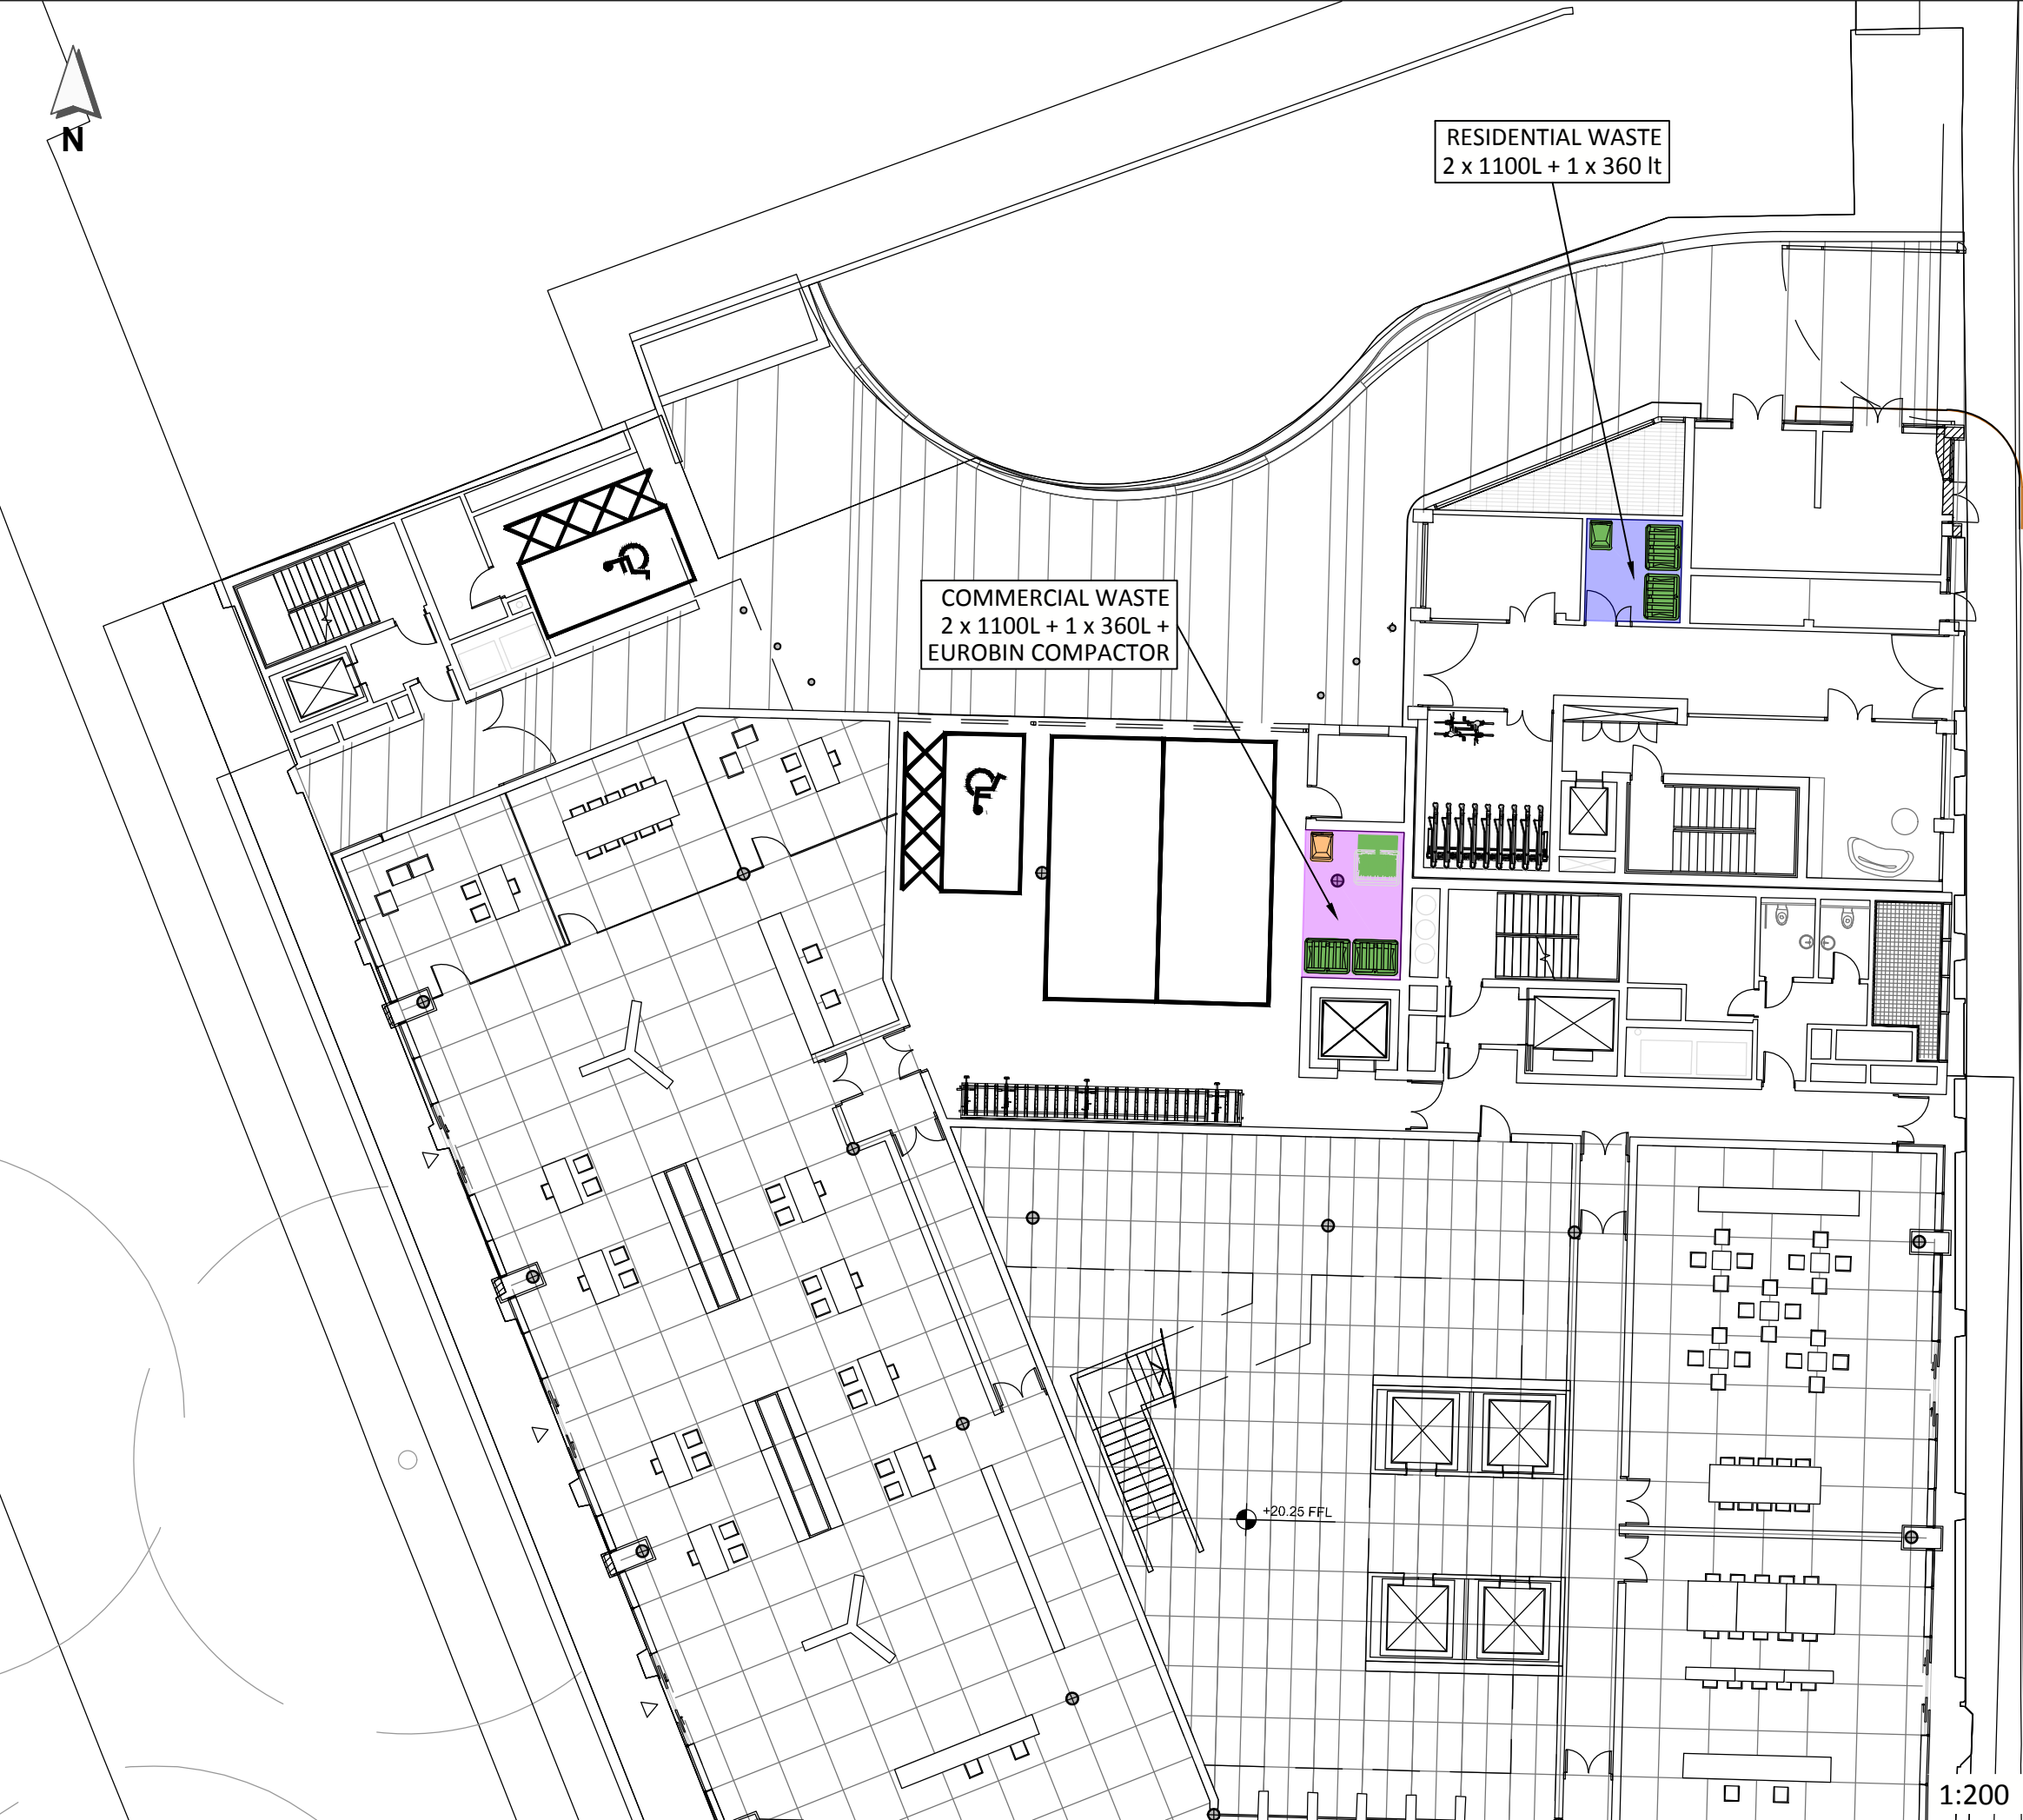 N
RESIDENTIAL WASTE
2 x 1100L + 1 x 360 lt
COMMERCIAL WASTE
2 x 1100L + 1 x 360L +
EUROBIN COMPACTOR
+20.25 FFL
1:200